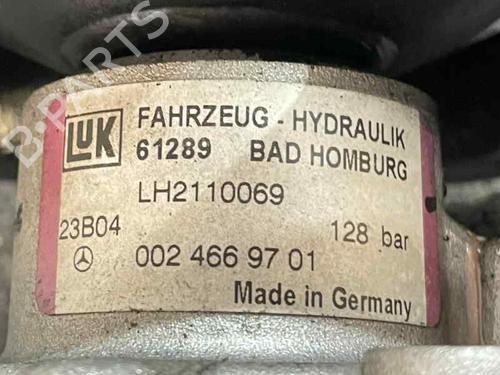 B-PARTS
LUK
FAHRZEUG - HYDRAULIK
61289 BAD HOMBURG
LH2110069
23B04 128 bar
002 466 97 01
Made in Germany